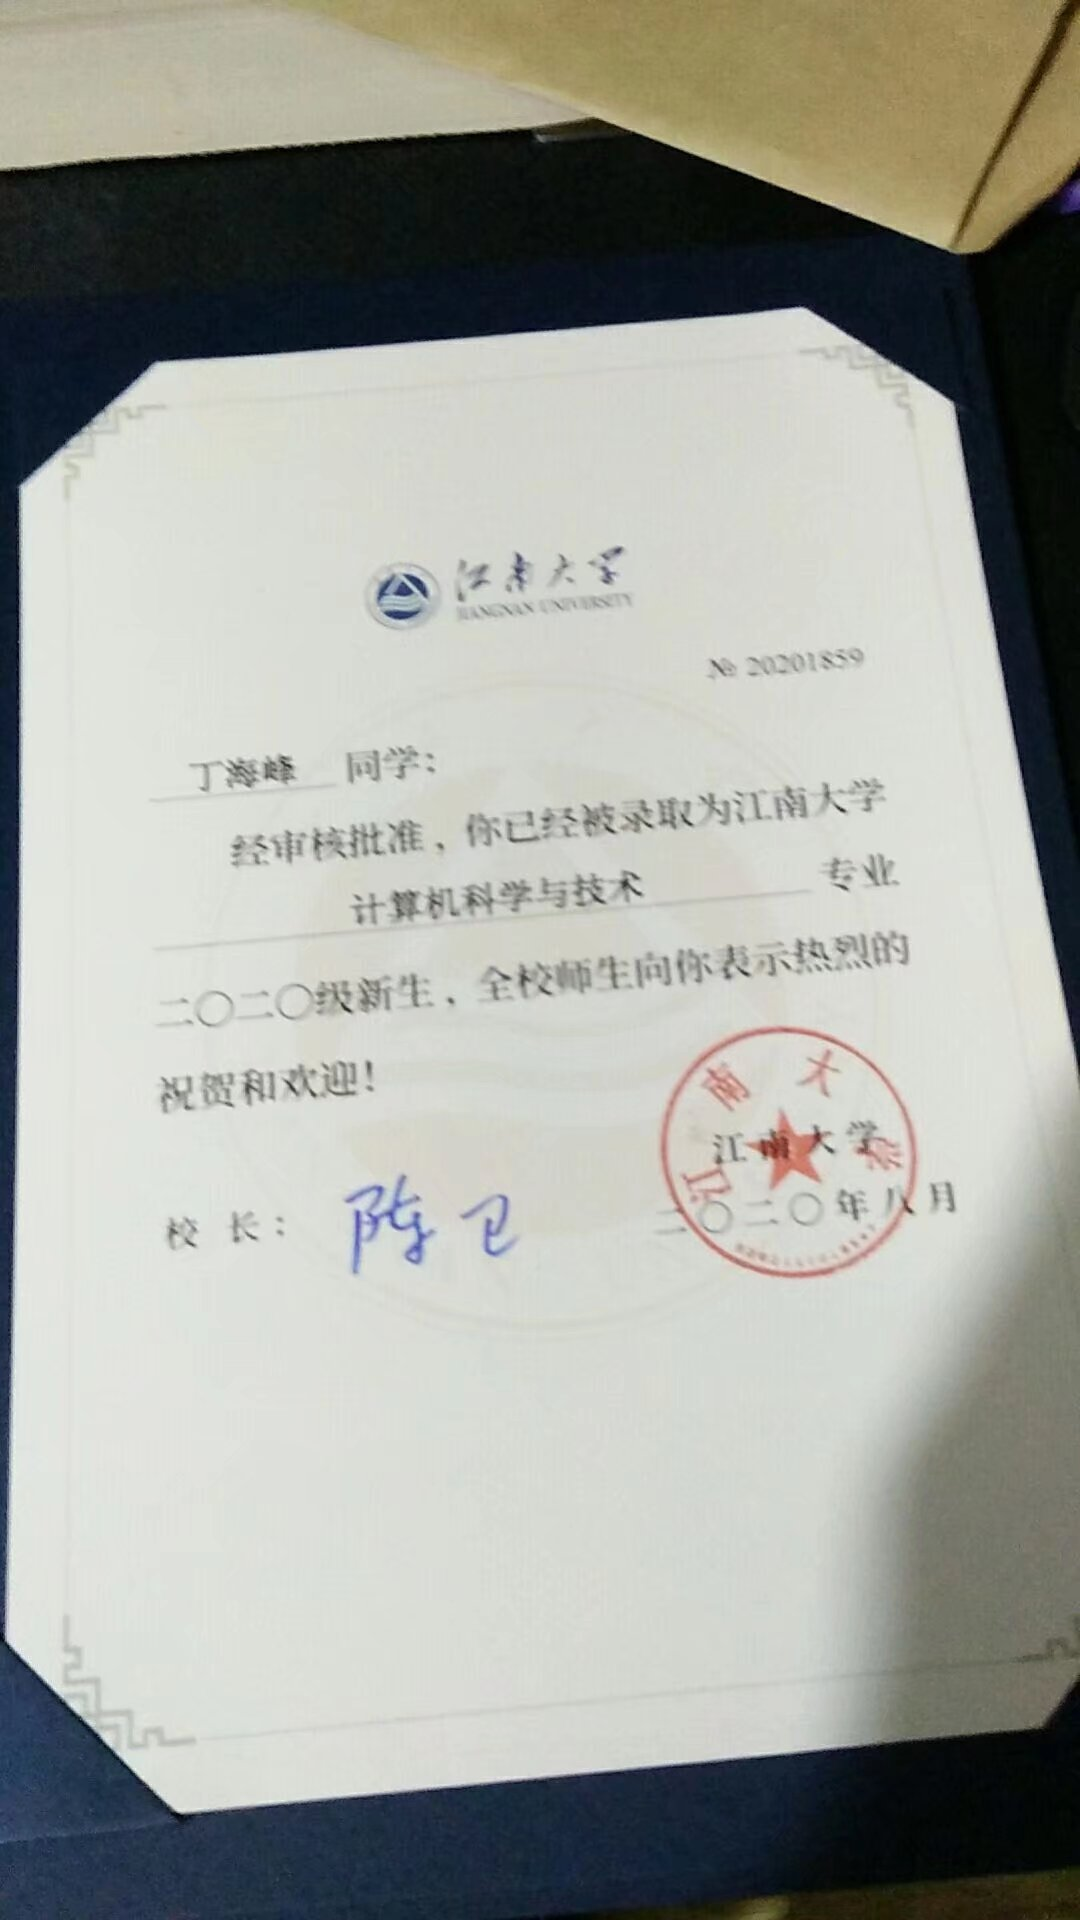 江南大学
JIANGNAN UNIVERSITY
№ 20201859
丁海峰 同学：
经审核批准，你已经被录取为江南大学
计算机科学与技术 专业
二〇二〇级新生，全校师生向你表示热烈的
祝贺和欢迎！
江南大学
江南大学
校 长： 陈卫
二〇二〇年八月